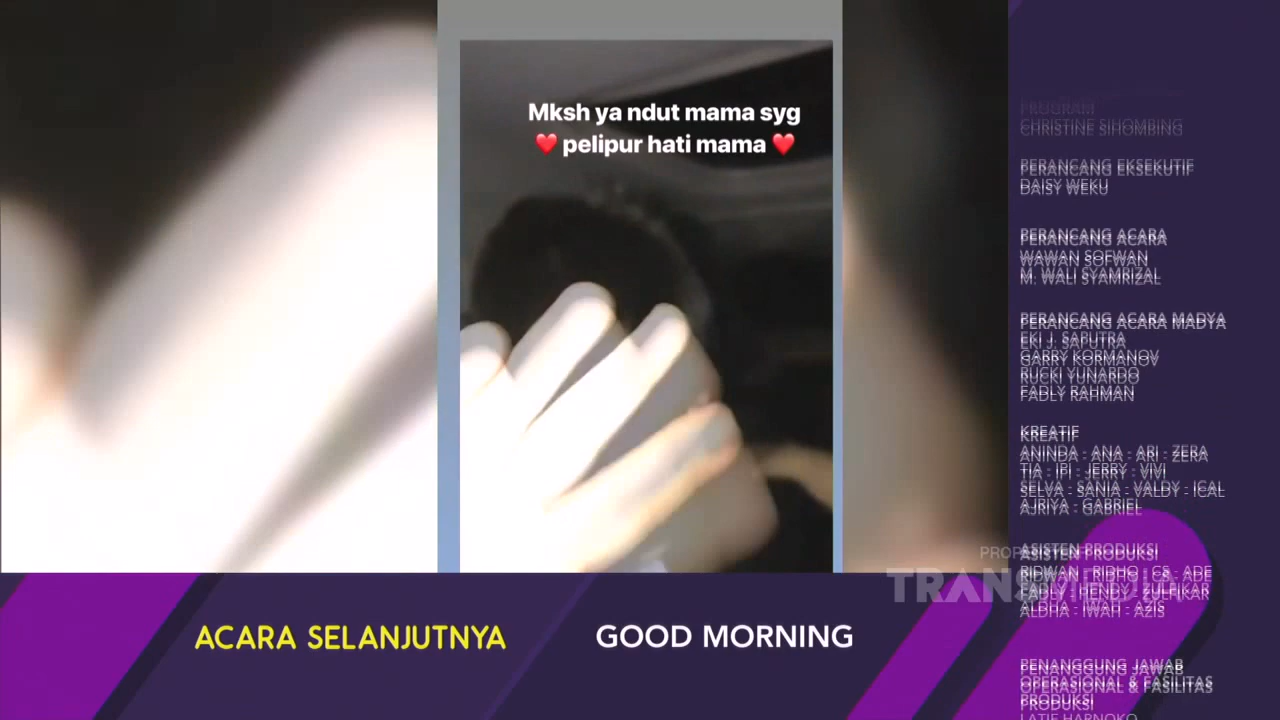 Mksh ya ndut mama syg
❤️ pelipur hati mama ❤️
PROGRAM
CHRISTINE SIHOMBING
PERANCANG EKSEKUTIF
DAISY WEKU
PERANCANG ACARA
WAWAN SOFWAN
M. WALI SYAMRIZAL
PERANCANG ACARA MADYA
EKI J. SAPUTRA
GARRY KORMANOV
RUCKI YUNARDO
FADLY RAHMAN
KREATIF
ANINDA - ANA - ARI - ZERA
TIA - IPI - JERRY - VIVI
SELVA - SANIA - VALDY - ICAL
AJRIYA - GABRIEL
ASISTEN PRODUKSI
RIDWAN - RIDHO - CS - ADE
FADLY - HENDY - ZULFIKAR
ALDHA - IWAH - AZIS
PENANGGUNG JAWAB
OPERASIONAL & FASILITAS
PRODUKSI
LATIF HARNOKO
TRANSMEDIA
ACARA SELANJUTNYA
GOOD MORNING